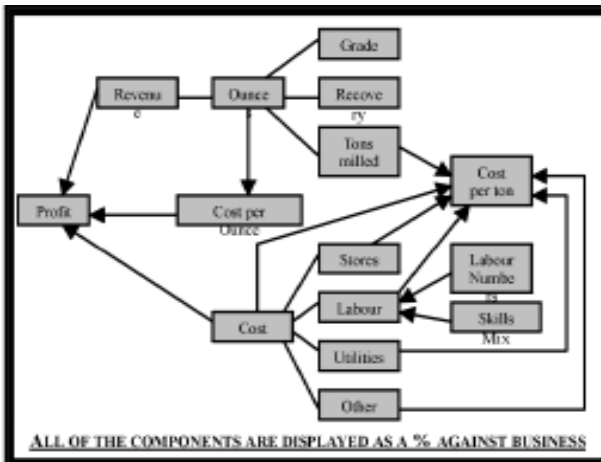 Grade
Revenu
e
Ounce
s
Recove
ry
Tons
milled
Cost
per ton
Profit
Cost per
Ounce
Stores
Labour
Numbe
rs
Labour
Skills
Mix
Cost
Utilities
Other
ALL OF THE COMPONENTS ARE DISPLAYED AS A % AGAINST BUSINESS